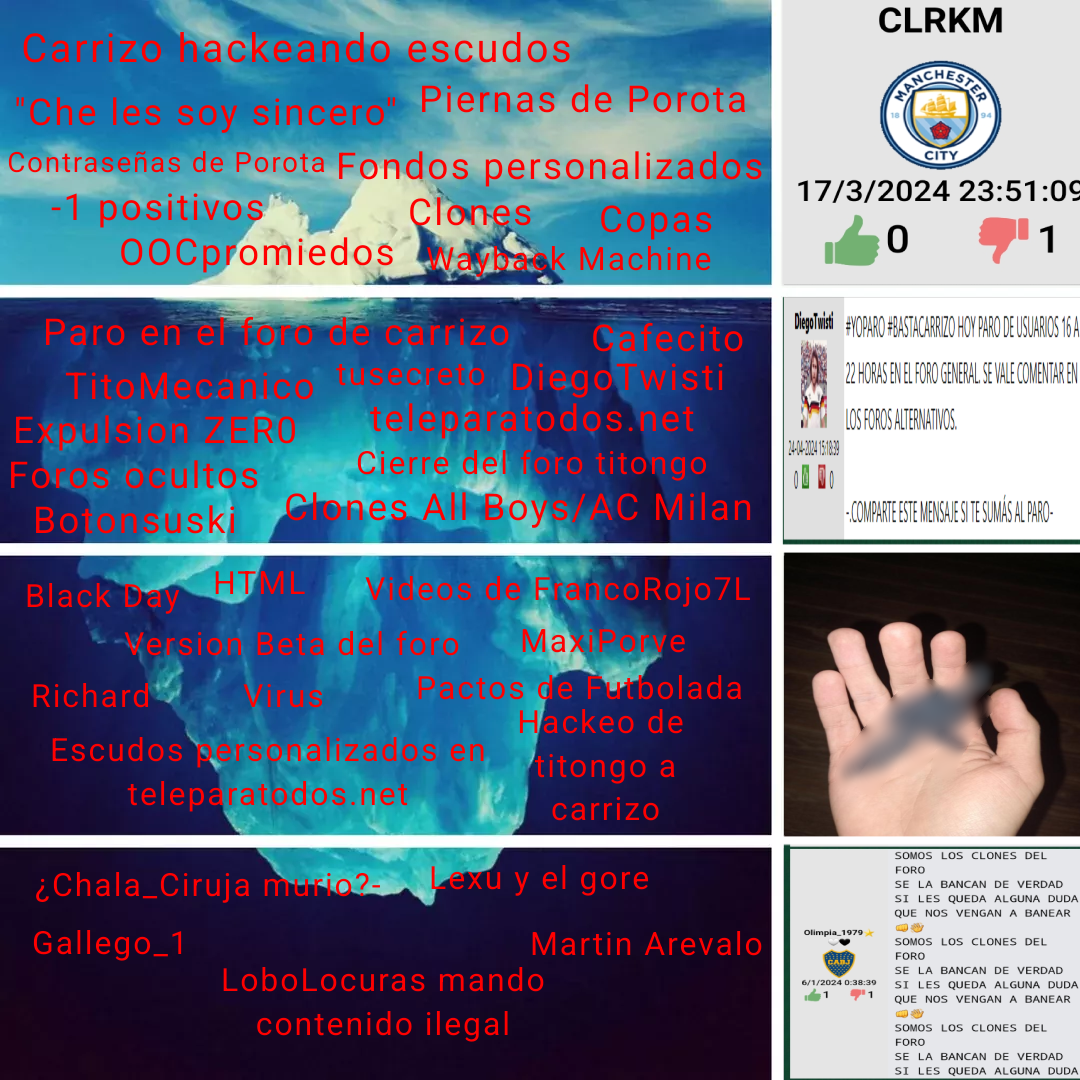 Carrizo hackeando escudos
"Che les soy sincero"
Piernas de Porota
Contraseñas de Porota
Fondos personalizados
-1 positivos
Clones
Copas
OOCpromiedos
Wayback Machine
CLRKM
MANCHESTER
18 94
CITY
17/3/2024 23:51:09
0
1
Paro en el foro de carrizo
Cafecito
TitoMecanico
tusecreto
DiegoTwisti
Expulsion ZER0
teleparatodos.net
Foros ocultos
Cierre del foro titongo
Botonsuski
Clones All Boys/AC Milan
DiegoTwisti
24-04-2024 15:18:39
0
0
#YOPARO #BASTACARRIZO HOY PARO DE USUARIOS 16 A
22 HORAS EN EL FORO GENERAL. SE VALE COMENTAR EN
LOS FOROS ALTERNATIVOS.
-.COMPARTE ESTE MENSAJE SI TE SUMÁS AL PARO-
Black Day
HTML
Videos de FrancoRojo7L
Version Beta del foro
MaxiPorve
Richard
Virus
Pactos de Futbolada
Escudos personalizados en
teleparatodos.net
Hackeo de
titongo a
carrizo
¿Chala_Ciruja murio?-
Lexu y el gore
Gallego_1
Martin Arevalo
LoboLocuras mando
contenido ilegal
Olimpia_1979
CABJ
6/1/2024 0:38:39
1
1
SOMOS LOS CLONES DEL
FORO
SE LA BANCAN DE VERDAD
SI LES QUEDA ALGUNA DUDA
QUE NOS VENGAN A BANEAR
SOMOS LOS CLONES DEL
FORO
SE LA BANCAN DE VERDAD
SI LES QUEDA ALGUNA DUDA
QUE NOS VENGAN A BANEAR
SOMOS LOS CLONES DEL
FORO
SE LA BANCAN DE VERDAD
SI LES QUEDA ALGUNA DUDA